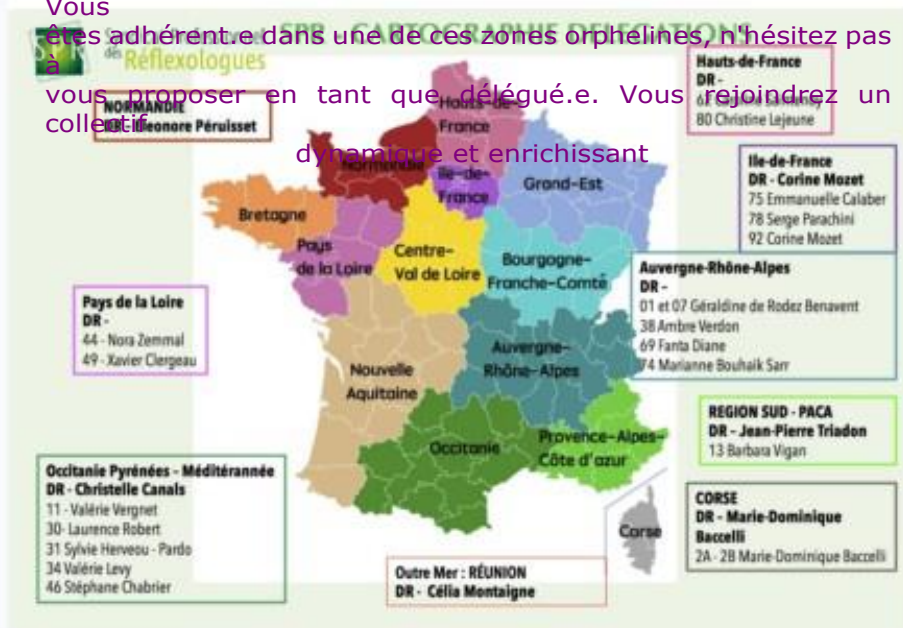 Vous
êtes adhérent.e dans une de ces zones orphelines, n'hésitez pas
à
vous proposer en tant que délégué.e. Vous rejoindrez un
collectif
dynamique et enrichissant
SPR - CARTOGRAPHIE DELEGATIONS
Syndicat Professionnel
des Réflexologues
NORMANDIE
DR - Eleonore Péruisset
Hauts-de-France
DR -
62
80 Christine Lejeune
Ile-de-France
DR - Corine Mozet
75 Emmanuelle Calaber
78 Serge Parachini
92 Corine Mozet
Auvergne-Rhône-Alpes
DR -
01 et 07 Géraldine de Rodez Benavent
38 Ambre Verdon
69 Fanta Diane
74 Marianne Bouhaik Sarr
Pays de la Loire
DR -
44 - Nora Zemmal
49 - Xavier Clergeau
REGION SUD - PACA
DR - Jean-Pierre Triadon
13 Barbara Vigan
Occitanie Pyrénées - Méditérannée
DR - Christelle Canals
11 - Valérie Vergnet
30- Laurence Robert
31 Sylvie Herveou - Pardo
34 Valérie Levy
46 Stéphane Chabrier
CORSE
DR - Marie-Dominique
Baccelli
2A - 2B Marie-Dominique Baccelli
Outre Mer : RÉUNION
DR - Célia Montaigne
Hauts-de-
France
Normandie
Ile-de-
France
Grand-Est
Bretagne
Pays
de la Loire
Centre-
Val de Loire
Bourgogne-
Franche-Comté
Nouvelle
Aquitaine
Auvergne-
Rhône-Alpes
Occitanie
Provence-Alpes-
Côte d'azur
Corse